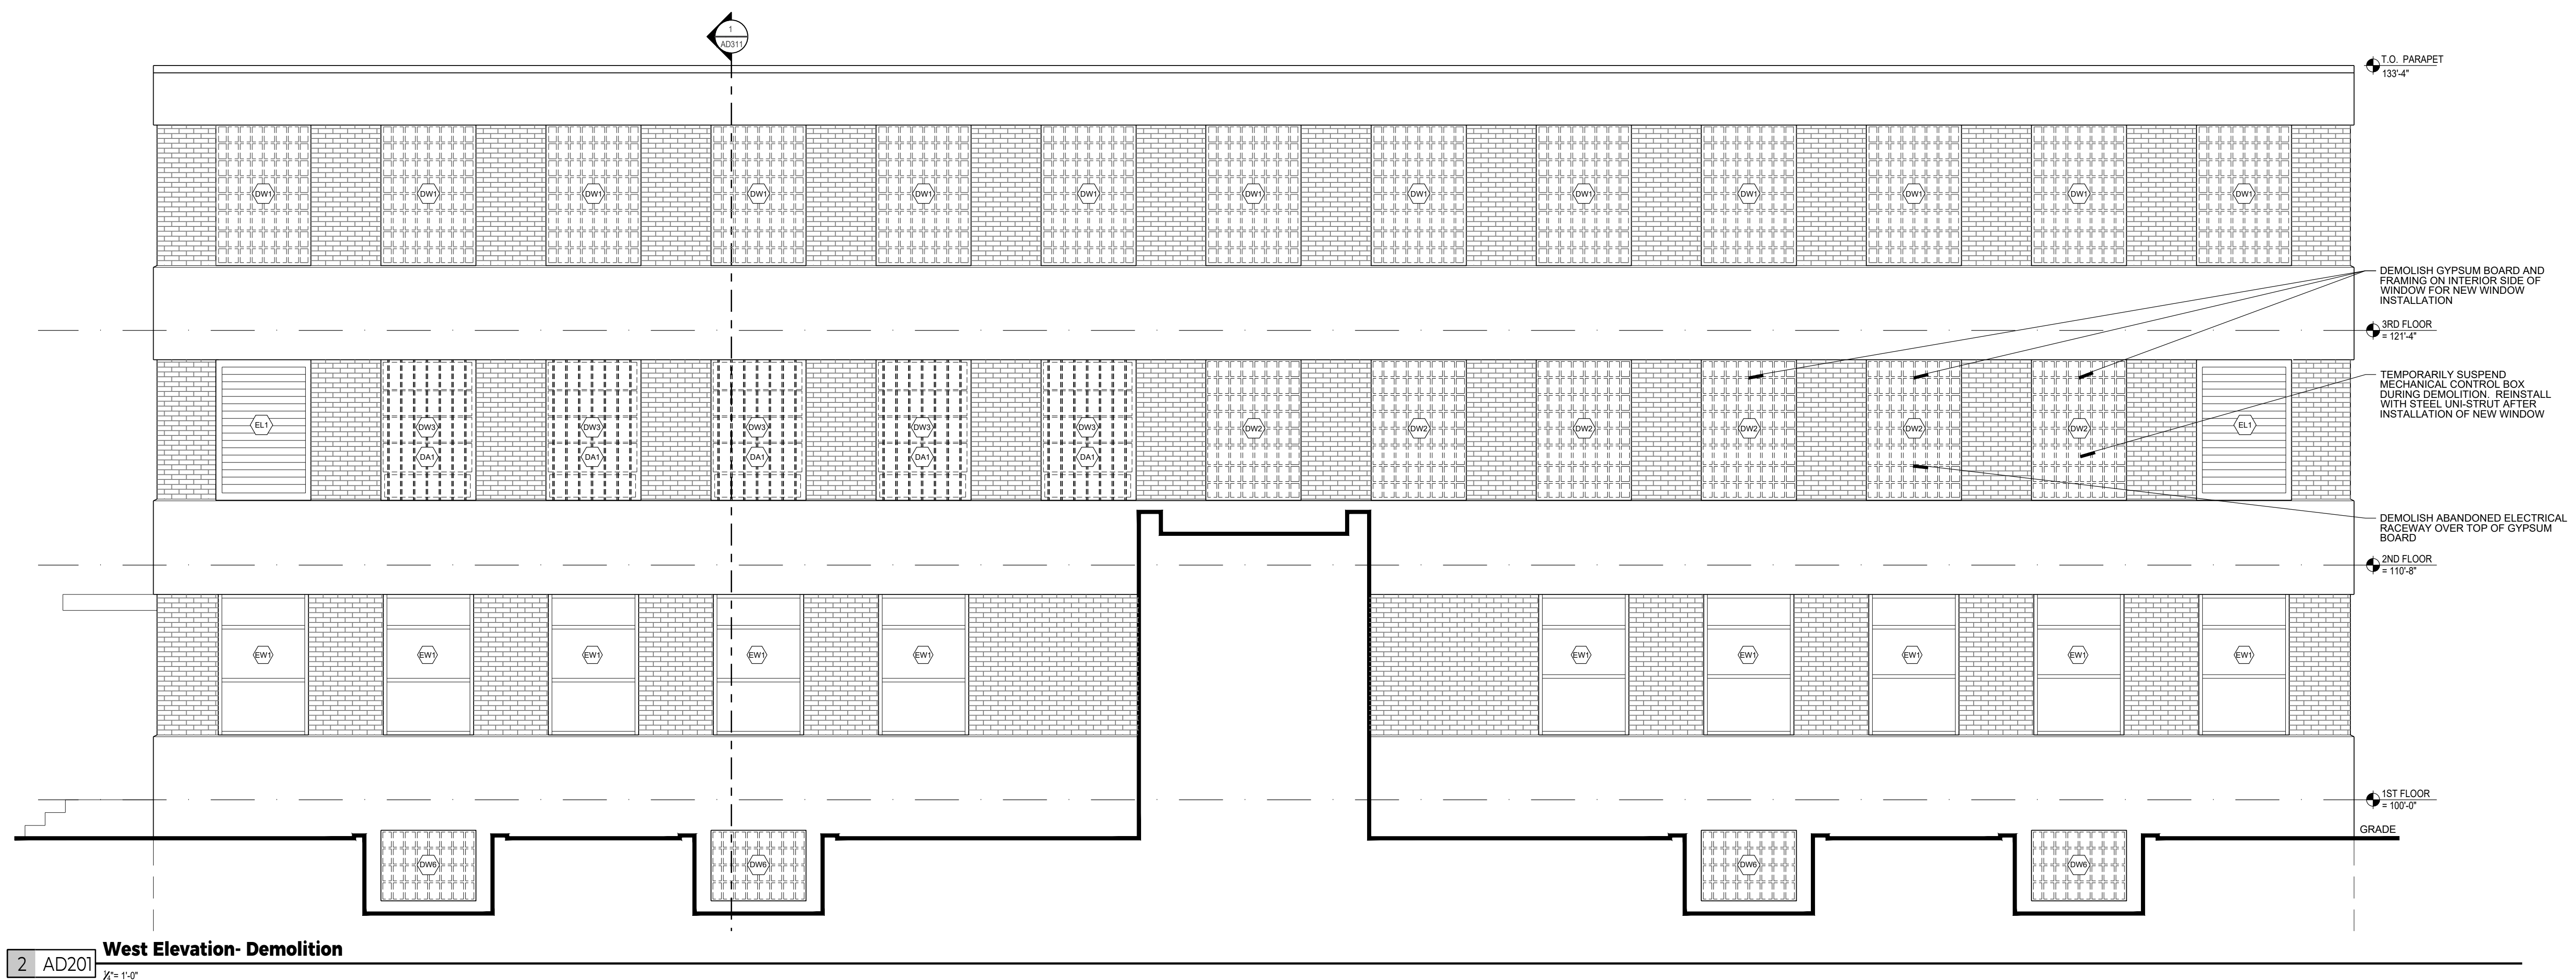 1
AD311
T.O. PARAPET
133'-4"
DW1 DW1 DW1 DW1 DW1 DW1 DW1 DW1 DW1 DW1 DW1 DW1 DW1
DEMOLISH GYPSUM BOARD AND
FRAMING ON INTERIOR SIDE OF
WINDOW FOR NEW WINDOW
INSTALLATION
3RD FLOOR
= 121'-4"
TEMPORARILY SUSPEND
MECHANICAL CONTROL BOX
DURING DEMOLITION. REINSTALL
WITH STEEL UNI-STRUT AFTER
INSTALLATION OF NEW WINDOW
EL1 DW3 DW3 DW3 DW3 DW3 DW2 DW2 DW2 DW2 DW2 DW2 EL1
DA1 DA1 DA1 DA1 DA1
DEMOLISH ABANDONED ELECTRICAL
RACEWAY OVER TOP OF GYPSUM
BOARD
2ND FLOOR
= 110'-8"
EW1 EW1 EW1 EW1 EW1 EW1 EW1 EW1 EW1 EW1
1ST FLOOR
= 100'-0"
GRADE
DW6 DW6 DW6 DW6
2 AD201 West Elevation- Demolition
¼"= 1'-0"